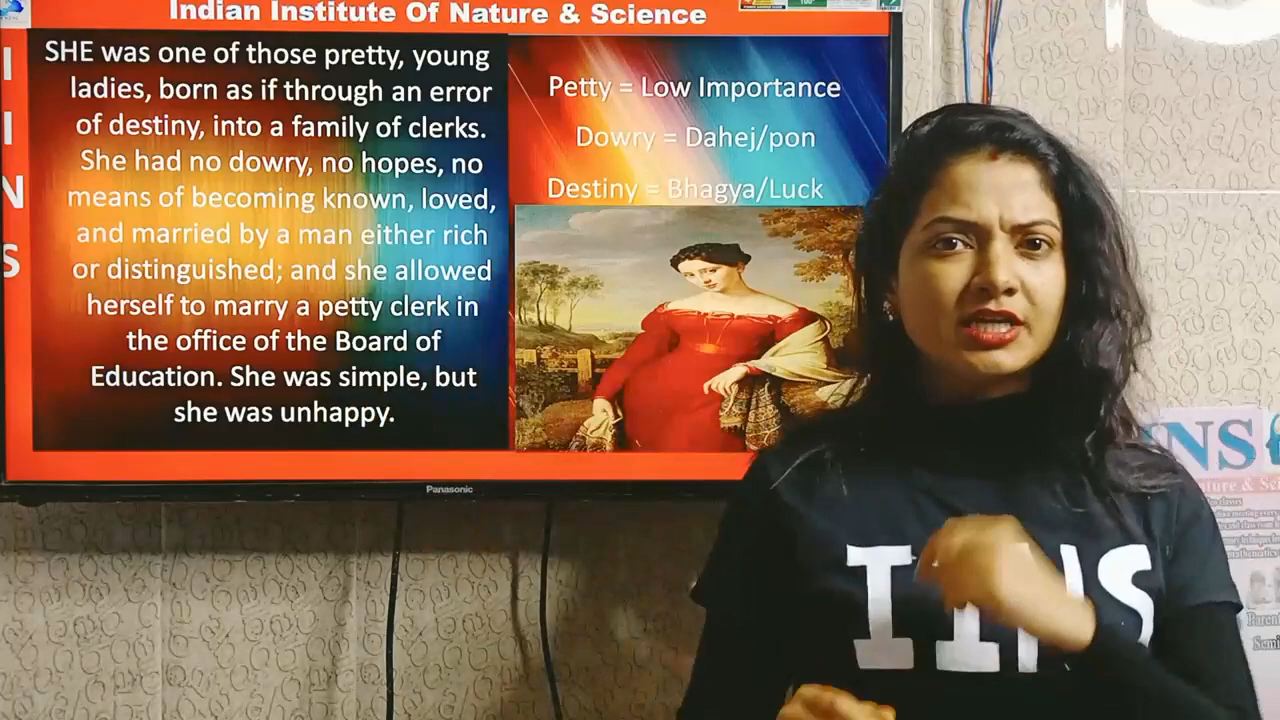 Indian Institute Of Nature & Science
I
I
N
S
SHE was one of those pretty, young
ladies, born as if through an error
of destiny, into a family of clerks.
She had no dowry, no hopes, no
means of becoming known, loved,
and married by a man either rich
or distinguished; and she allowed
herself to marry a petty clerk in
the office of the Board of
Education. She was simple, but
she was unhappy.
Petty = Low Importance
Dowry = Dahej/pon
Destiny = Bhagya/Luck
Panasonic
NS